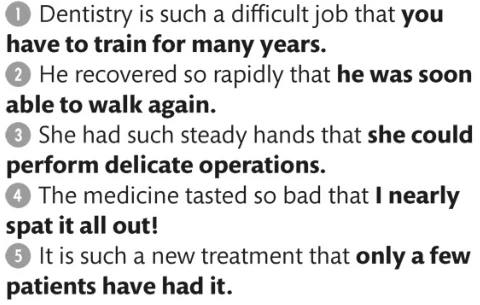 1 Dentistry is such a difficult job that you
have to train for many years.
2 He recovered so rapidly that he was soon
able to walk again.
3 She had such steady hands that she could
perform delicate operations.
4 The medicine tasted so bad that I nearly
spat it all out!
5 It is such a new treatment that only a few
patients have had it.